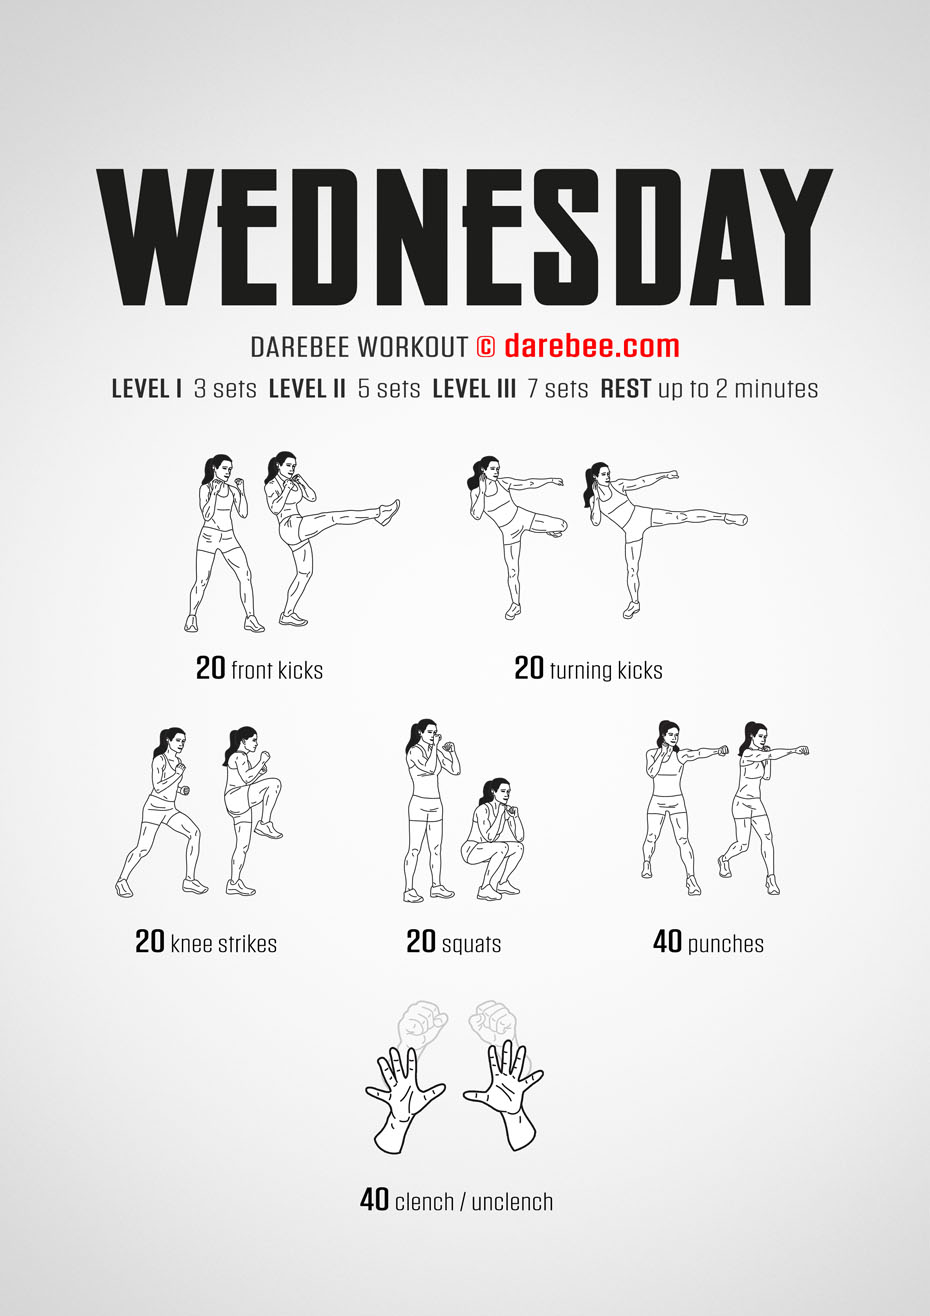 WEDNESDAY
DAREBEE WORKOUT © darebee.com
LEVEL I 3 sets LEVEL II 5 sets LEVEL III 7 sets REST up to 2 minutes
20 front kicks
20 turning kicks
20 knee strikes
20 squats
40 punches
40 clench / unclench